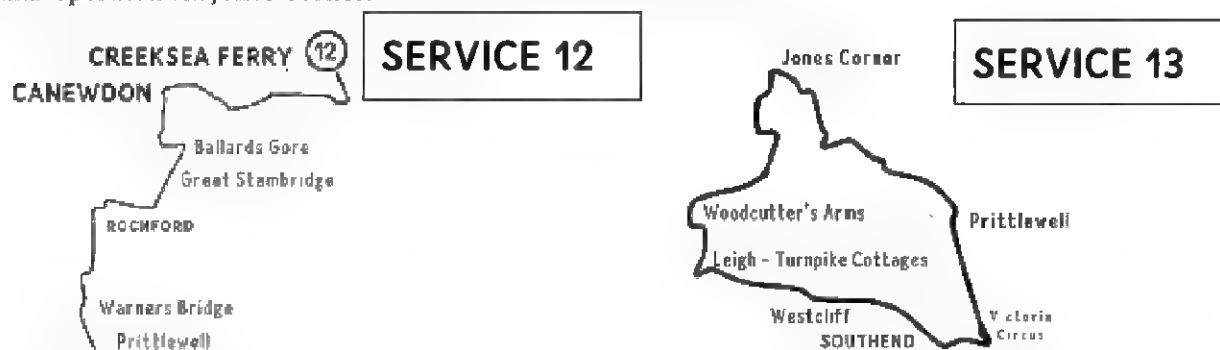 SERVICE 12
CREEKSEA FERRY 12
CANEWDON
Ballards Gore
Great Stambridge
ROCHFORD
Warners Bridge
Prittlewell
SERVICE 13
Jones Corner
Woodcutter's Arms
Prittlewell
Leigh - Turnpike Cottages
Westcliff
SOUTHEND
Victoria
Circus